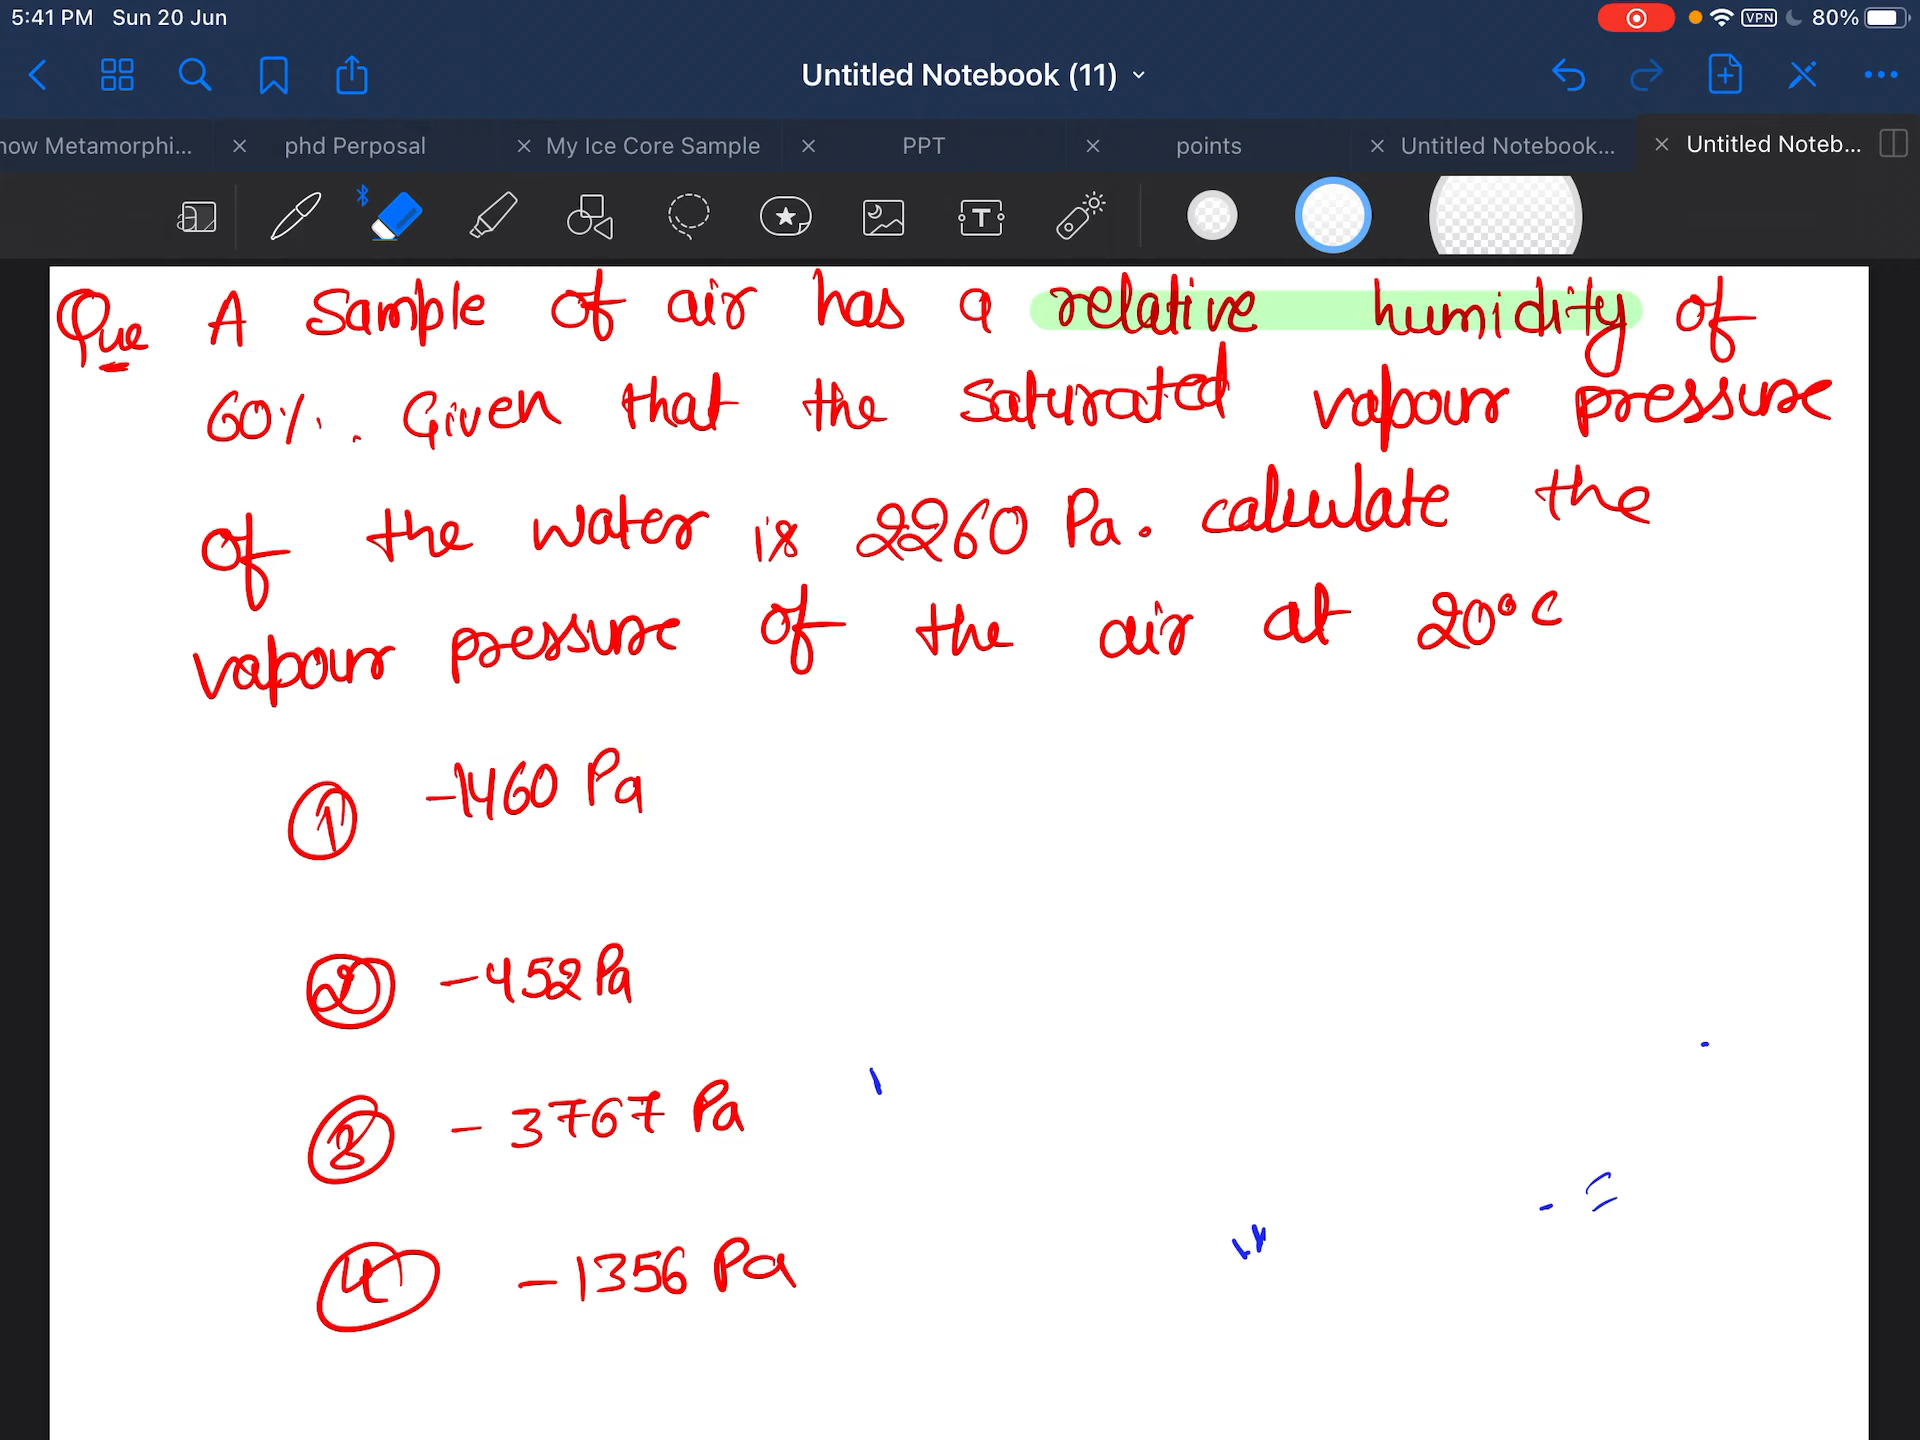 5:41 PM Sun 20 Jun
VPN 80%
Untitled Notebook (11)
now Metamorphi... phd Perposal My Ice Core Sample PPT points Untitled Notebook... Untitled Noteb...
Que A Sample of air has a relative humidity of
60%. Given that the saturated vapour pressure
of the water is 2260 Pa. calculate the
vapour pressure of the air at 20°C
1 -1460 Pa
2 -452 Pa
3 - 3767 Pa
4 - 1356 Pa